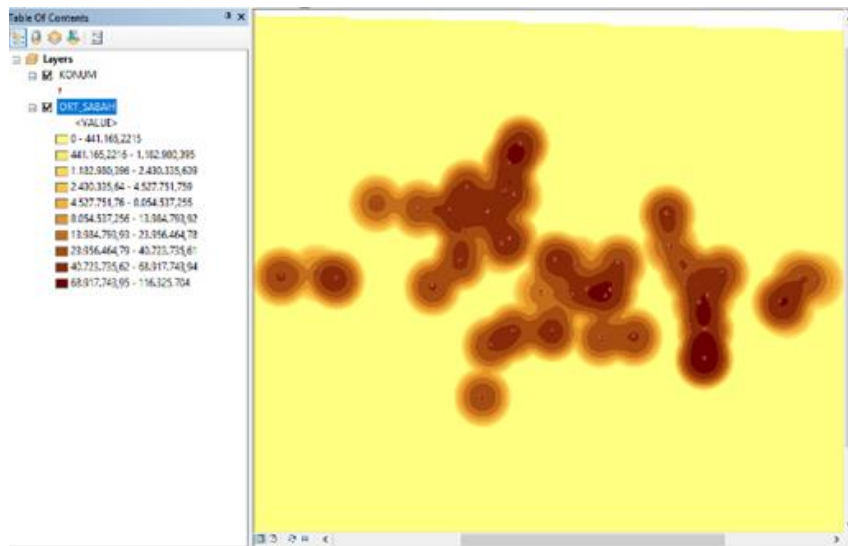 Table Of Contents
Layers
KONUM
ORT_SABAH
<VALUE>
0 - 441.165,2215
441.165,2216 - 1.182.980,395
1.182.980,396 - 2.430.335,639
2.430.335,64 - 4.527.751,759
4.527.751,76 - 8.054.537,255
8.054.537,256 - 13.984.793,92
13.984.793,93 - 23.956.464,78
23.956.464,79 - 40.723.735,61
40.723.735,62 - 68.917.743,94
68.917.743,95 - 116.325.704